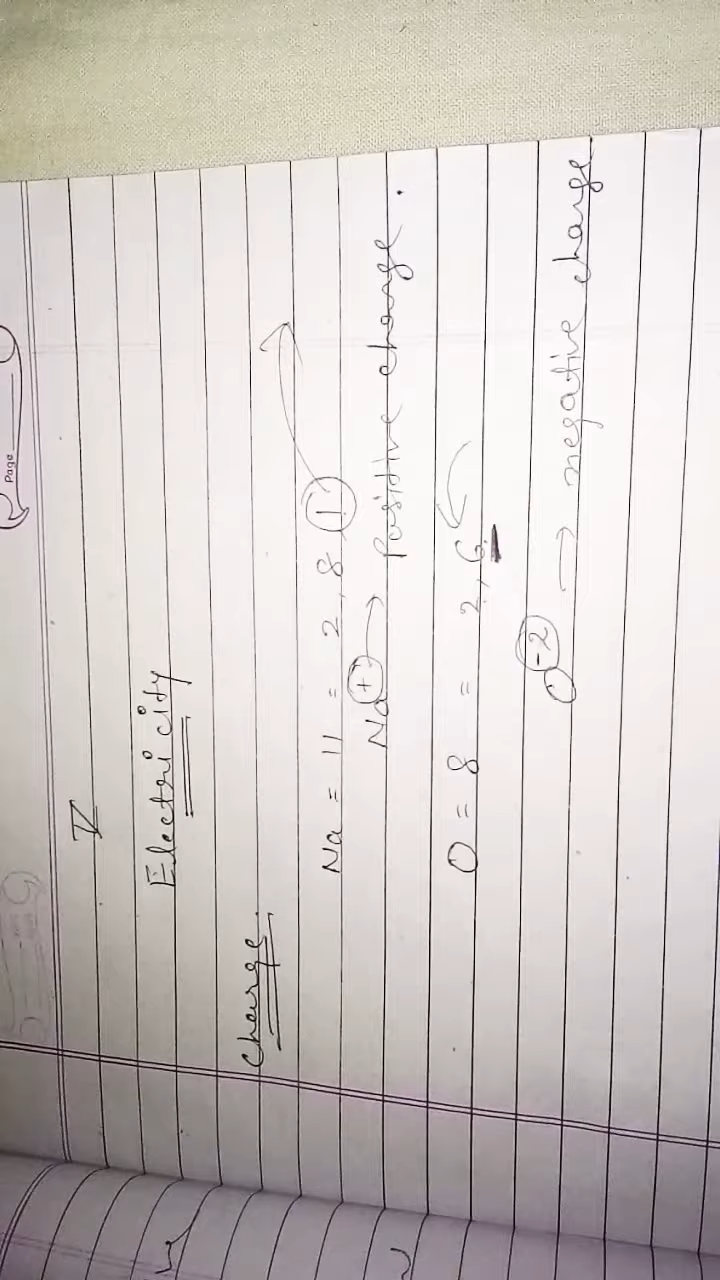 Page
Electricity
Charge.
Na = 11 = 2, 8, 1
Na+ → Positive charge.
O = 8 = 2, 6
O-2 → negative charge